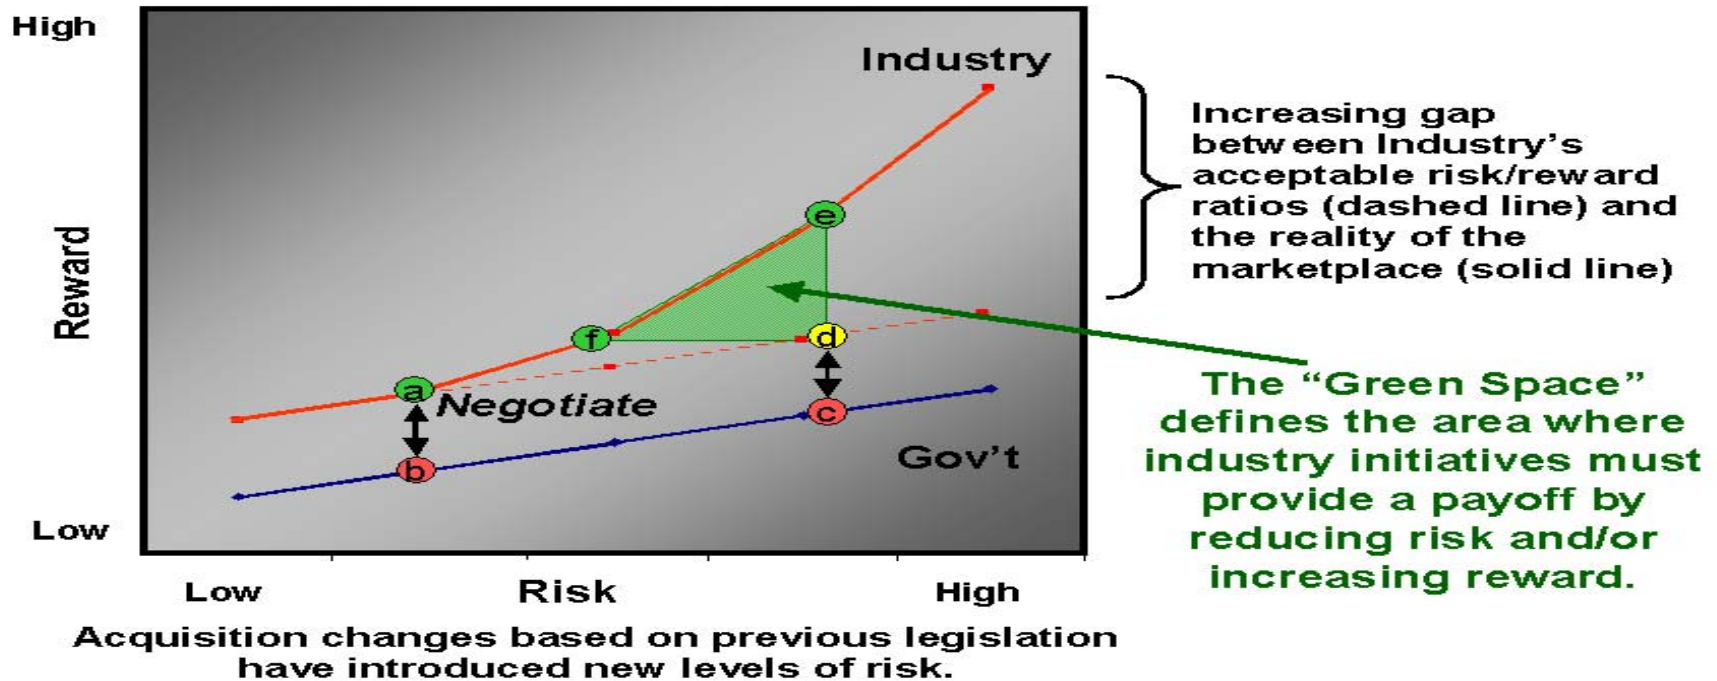 High
Industry
Increasing gap
between Industry's
acceptable risk/reward
ratios (dashed line) and
the reality of the
marketplace (solid line)
Reward
e
f
d
a
Negotiate
c
b
Gov't
The “Green Space”
defines the area where
industry initiatives must
provide a payoff by
reducing risk and/or
increasing reward.
Low
Low
Risk
High
Acquisition changes based on previous legislation
have introduced new levels of risk.